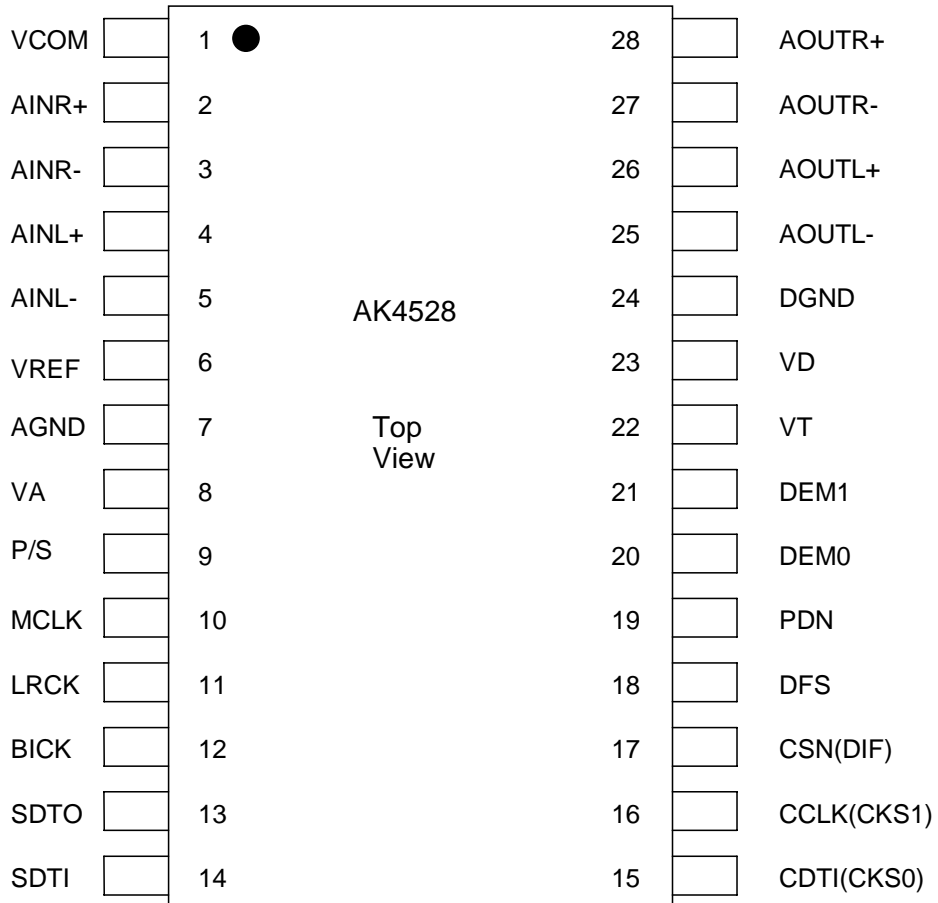 VCOM 1 28 AOUTR+
AINR+ 2 27 AOUTR-
AINR- 3 26 AOUTL+
AINL+ 4 25 AOUTL-
AINL- 5 24 DGND
AK4528
VREF 6 23 VD
AGND 7 22 VT
Top
View
VA 8 21 DEM1
P/S 9 20 DEM0
MCLK 10 19 PDN
LRCK 11 18 DFS
BICK 12 17 CSN(DIF)
SDTO 13 16 CCLK(CKS1)
SDTI 14 15 CDTI(CKS0)